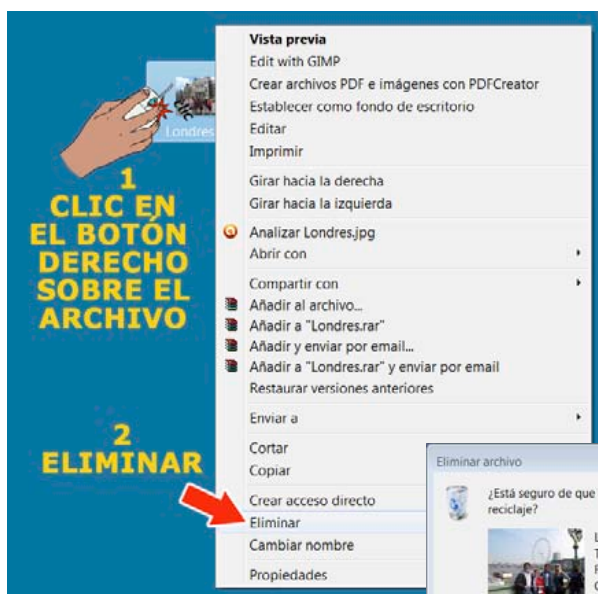 Londres
clic
1
CLIC EN
EL BOTÓN
DERECHO
SOBRE EL
ARCHIVO
2
ELIMINAR
Vista previa
Edit with GIMP
Crear archivos PDF e imágenes con PDFCreator
Establecer como fondo de escritorio
Editar
Imprimir
Girar hacia la derecha
Girar hacia la izquierda
Analizar Londres.jpg
Abrir con
Compartir con
Añadir al archivo...
Añadir a "Londres.rar"
Añadir y enviar por email...
Añadir a "Londres.rar" y enviar por email
Restaurar versiones anteriores
Enviar a
Cortar
Copiar
Crear acceso directo
Eliminar
Cambiar nombre
Propiedades
Eliminar archivo
¿Está seguro de que
reciclaje?